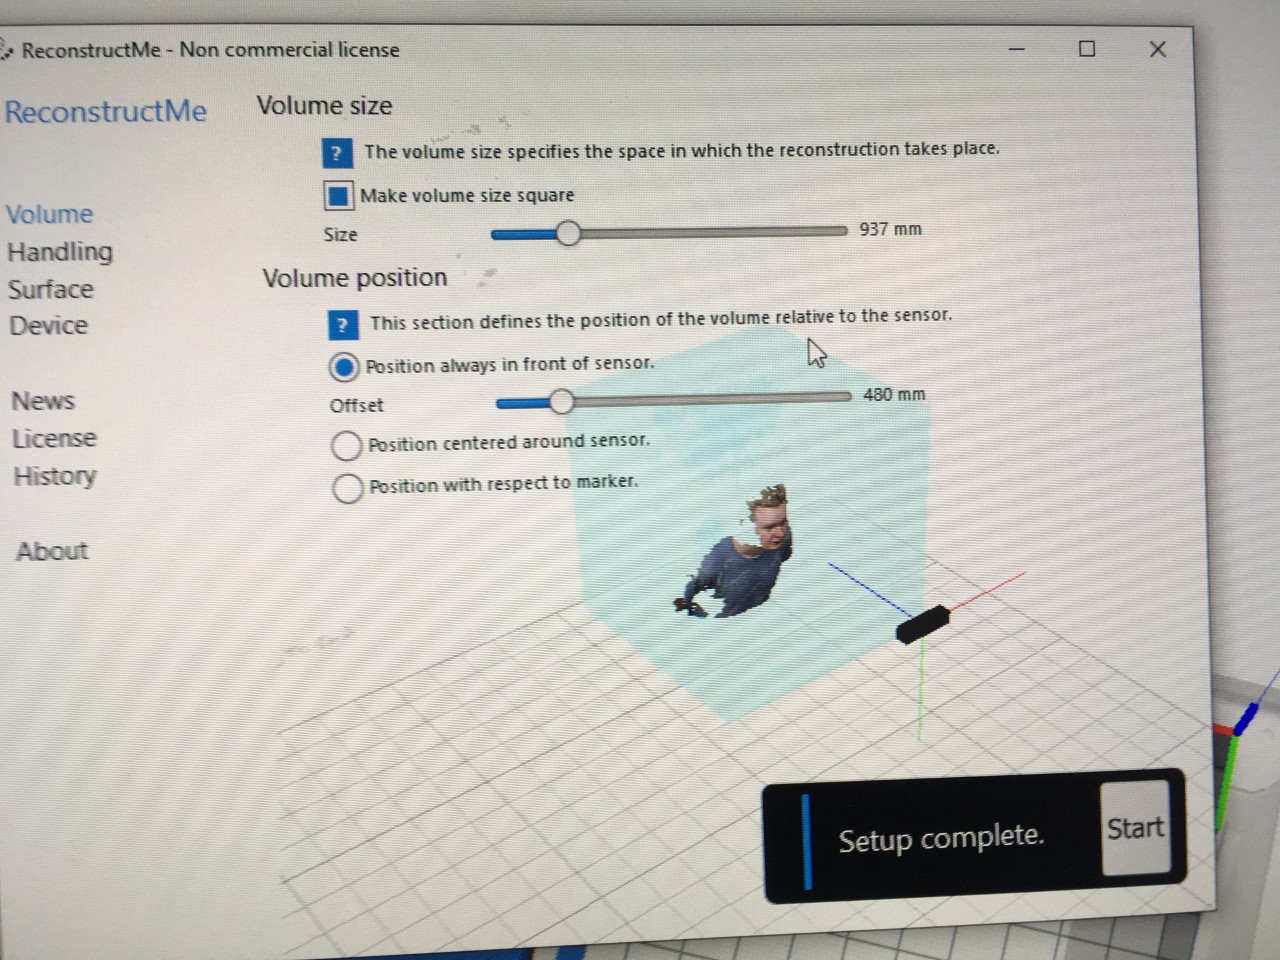 ReconstructMe - Non commercial license
ReconstructMe
Volume
Handling
Surface
Device
News
License
History
About
Volume size
? The volume size specifies the space in which the reconstruction takes place.
Make volume size square
Size 937 mm
Volume position
? This section defines the position of the volume relative to the sensor.
Position always in front of sensor.
Offset 480 mm
Position centered around sensor.
Position with respect to marker.
Setup complete. Start